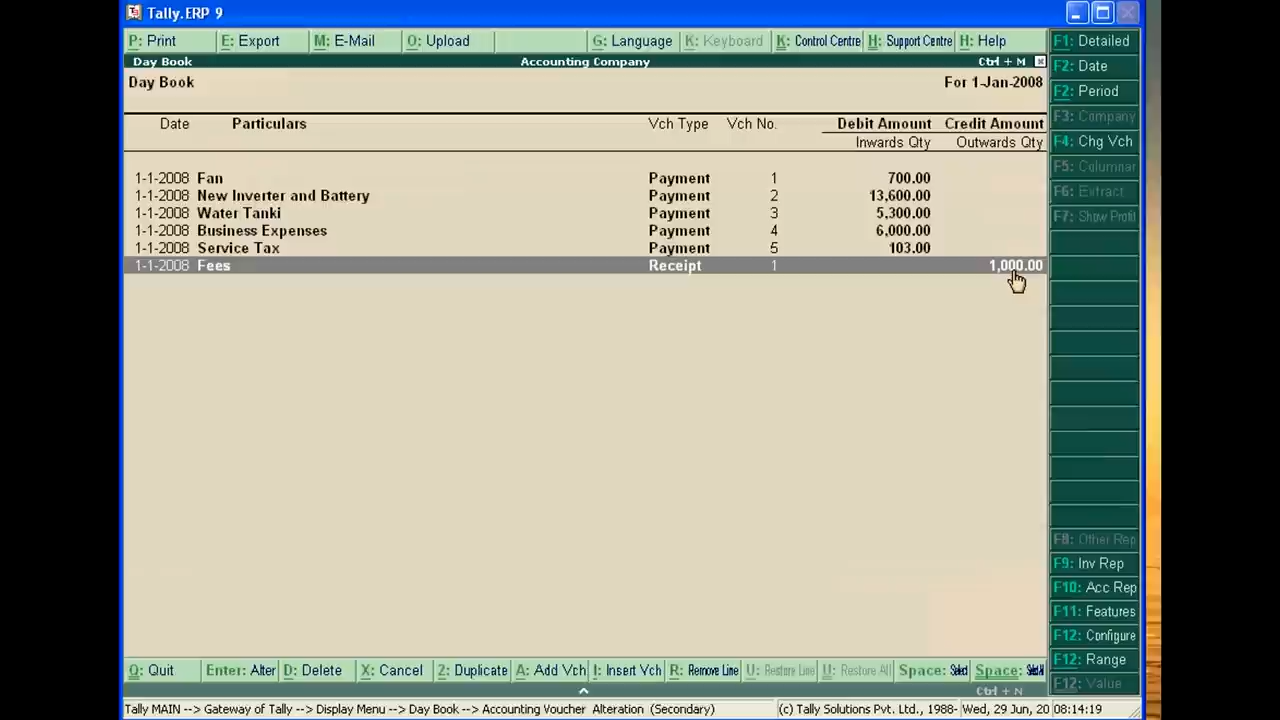 Tally.ERP 9
P: Print E: Export M: E-Mail O: Upload G: Language K: Keyboard K: Control Centre H: Support Centre H: Help
Day Book Accounting Company Ctrl + M
Day Book For 1-Jan-2008
Date Particulars Vch Type Vch No. Debit Amount Credit Amount
Inwards Qty Outwards Qty
1-1-2008 Fan Payment 1 700.00
1-1-2008 New Inverter and Battery Payment 2 13,600.00
1-1-2008 Water Tanki Payment 3 5,300.00
1-1-2008 Business Expenses Payment 4 6,000.00
1-1-2008 Service Tax Payment 5 103.00
1-1-2008 Fees Receipt 1 1,000.00
F1: Detailed
F2: Date
F2: Period
F3: Company
F4: Chg Vch
F5: Columnar
F6: Extract
F7: Show Profit
F8: Other Rep
F9: Inv Rep
F10: Acc Rep
F11: Features
F12: Configure
F12: Range
F12: Value
Q: Quit Enter: Alter D: Delete X: Cancel 2: Duplicate A: Add Vch I: Insert Vch R: Remove Line U: Restore Line U: Restore All Space: Select Space:
Ctrl + N
Tally MAIN --> Gateway of Tally --> Display Menu --> Day Book --> Accounting Voucher Alteration (Secondary) (c) Tally Solutions Pvt. Ltd., 1988- Wed, 29 Jun, 20 08:14:19